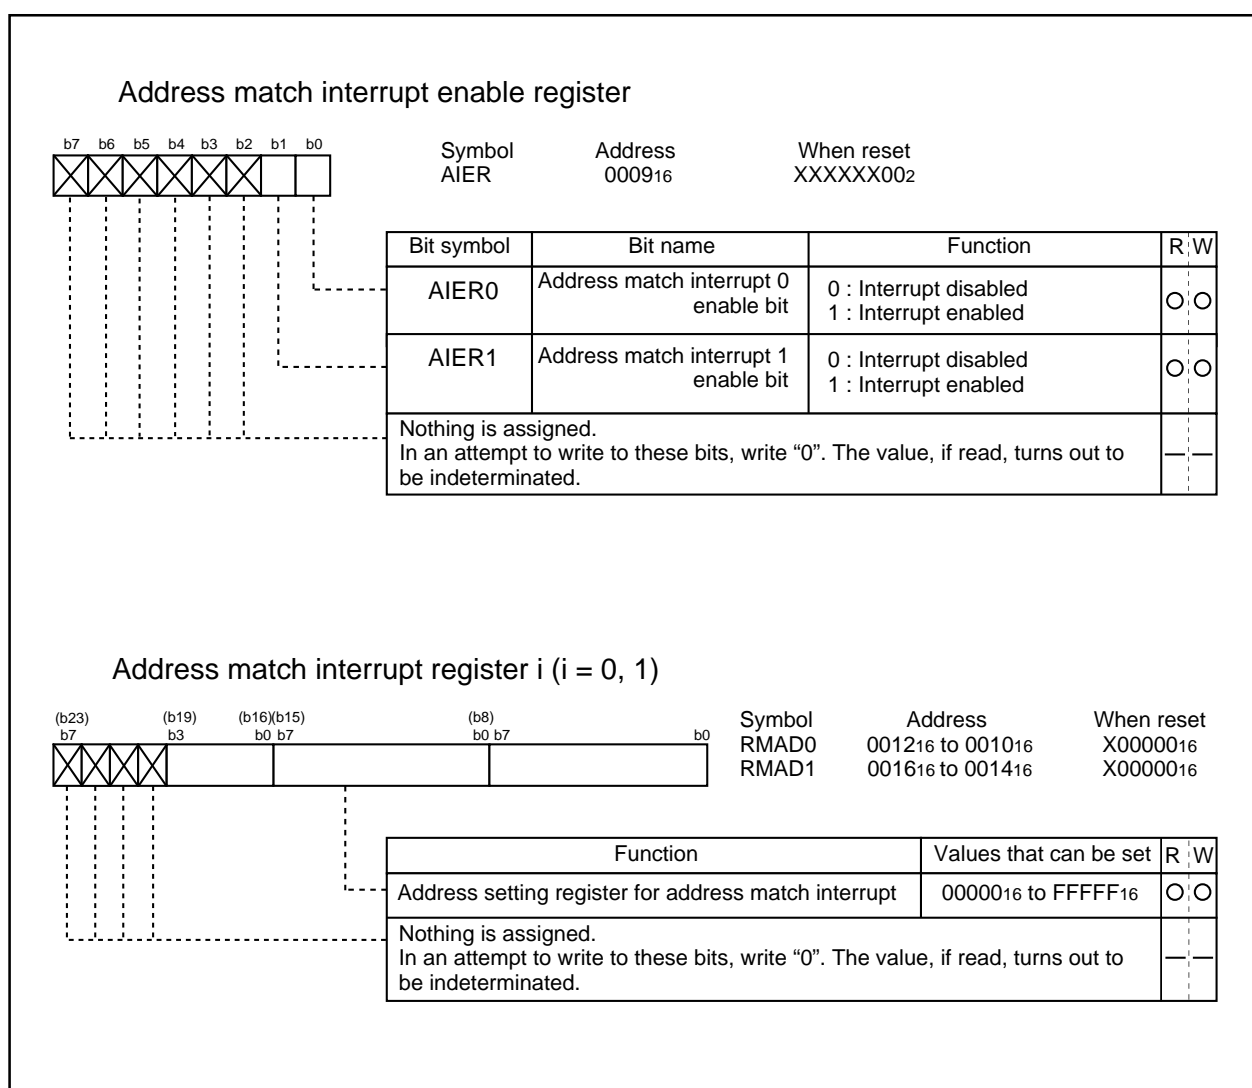 Address match interrupt enable register
b7 b6 b5 b4 b3 b2 b1 b0
Symbol Address When reset
AIER 000916 XXXXXX002
Bit symbol Bit name Function R W
AIER0 Address match interrupt 0 enable bit 0 : Interrupt disabled
1 : Interrupt enabled
AIER1 Address match interrupt 1 enable bit 0 : Interrupt disabled
1 : Interrupt enabled
Nothing is assigned.
In an attempt to write to these bits, write “0”. The value, if read, turns out to
be indeterminated.
Address match interrupt register i (i = 0, 1)
(b23) (b19) (b16)(b15) (b8)
b7 b3 b0 b7 b0 b7 b0
Symbol Address When reset
RMAD0 001216 to 001016 X0000016
RMAD1 001616 to 001416 X0000016
Function Values that can be set R W
Address setting register for address match interrupt 0000016 to FFFFF16
Nothing is assigned.
In an attempt to write to these bits, write “0”. The value, if read, turns out to
be indeterminated.